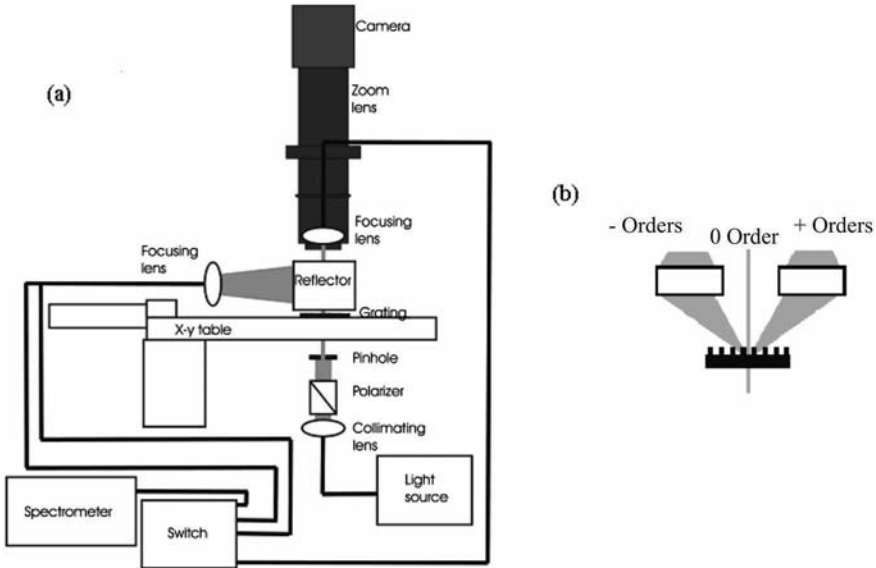 Camera
(a)
Zoom
lens
Focusing
lens
Focusing
lens
Reflector
Grating
X-y table
Pinhole
Polarizer
Collimating
lens
Light
source
Spectrometer
Switch
(b)
- Orders
0 Order
+ Orders